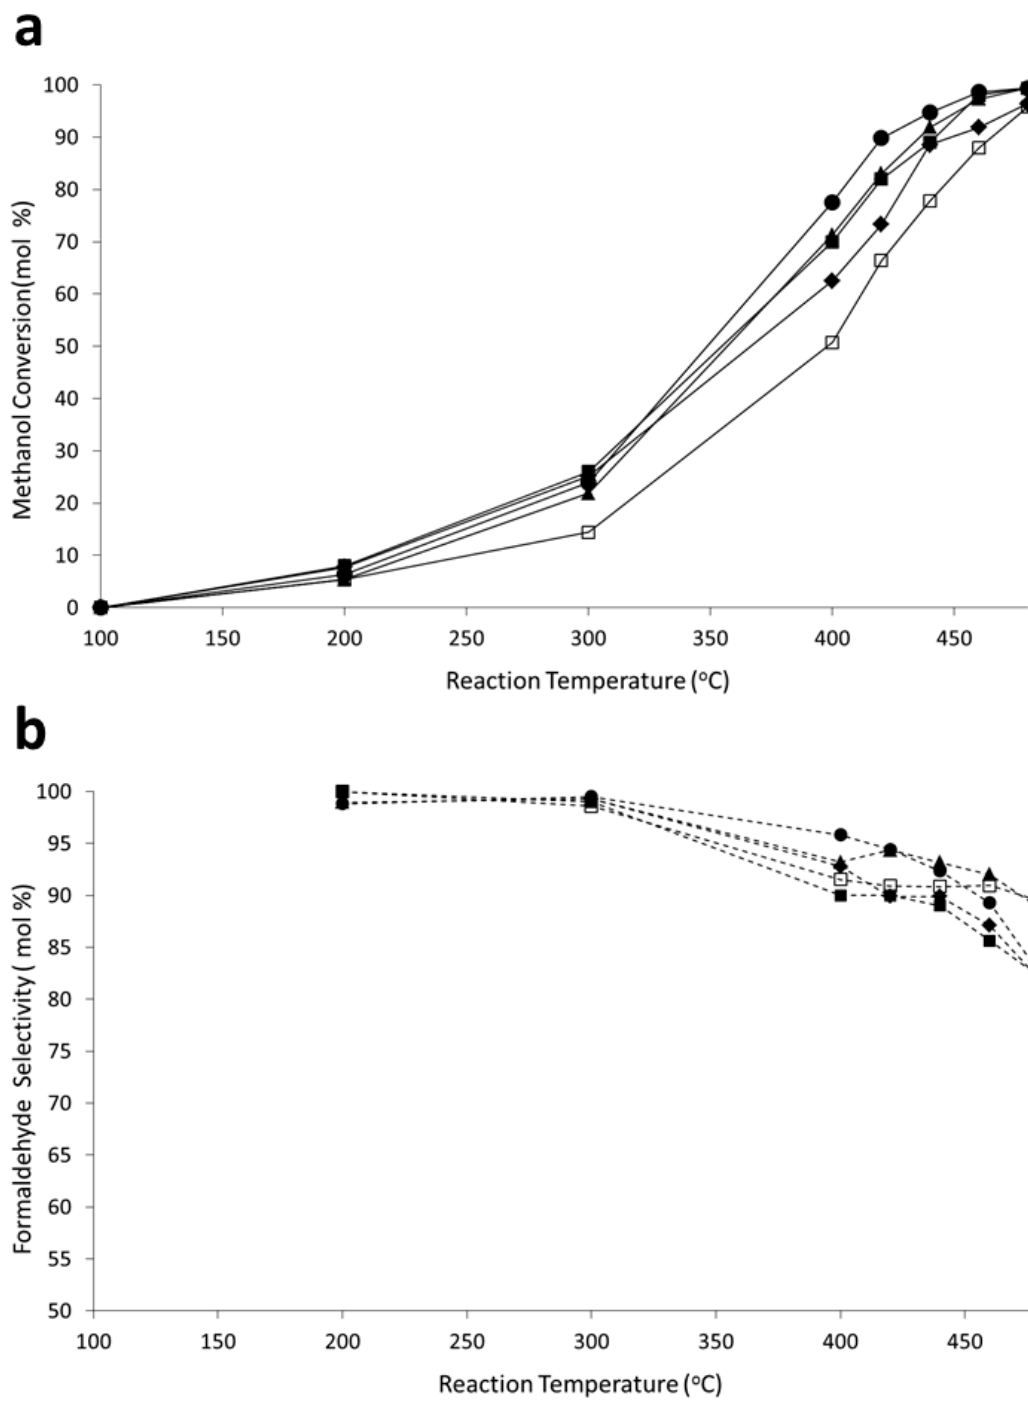 a
100
90
80
70
60
50
40
30
20
10
0
Methanol Conversion(mol %)
100 150 200 250 300 350 400 450
Reaction Temperature (°C)
b
100
95
90
85
80
75
70
65
60
55
50
Formaldehyde Selectivity ( mol %)
100 150 200 250 300 350 400 450
Reaction Temperature (°C)